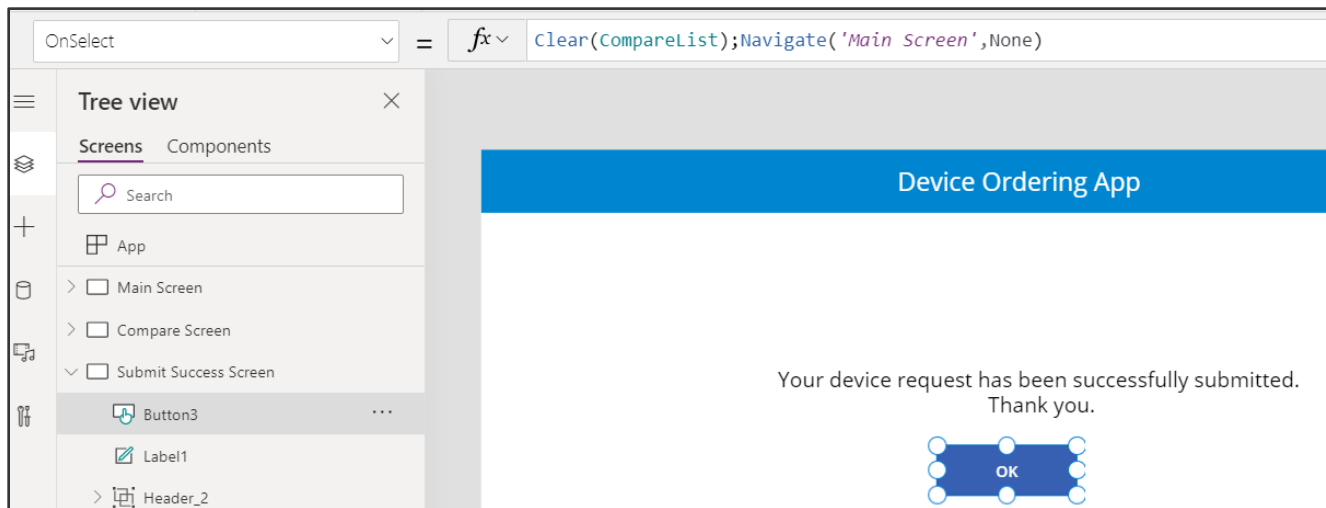 OnSelect = fx Clear(CompareList);Navigate('Main Screen',None)
Tree view
Screens Components
Search
App
Main Screen
Compare Screen
Submit Success Screen
Button3 ...
Label1
Header_2
Device Ordering App
Your device request has been successfully submitted.
Thank you.
OK